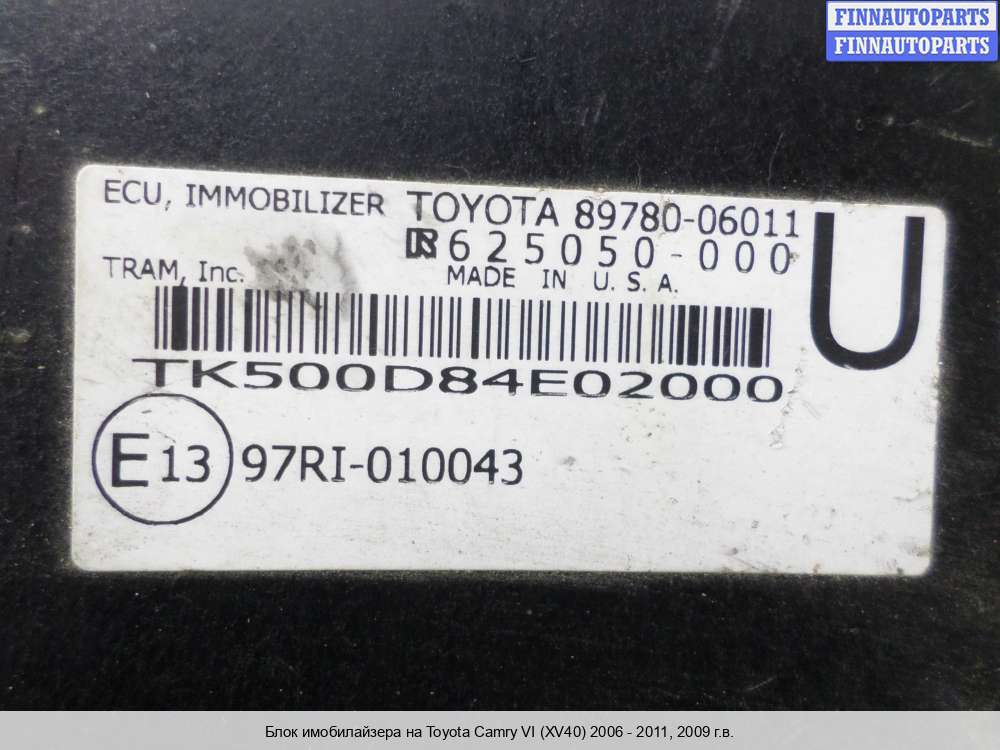 FINNAUTOPARTS
FINNAUTOPARTS
ECU, IMMOBILIZER TOYOTA 89780-06011
625050-000
U
TRAM, Inc. MADE IN U. S. A.
TK500D84E02000
E13 97RI-010043
Блок имобилайзера на Toyota Camry VI (XV40) 2006 - 2011, 2009 г.в.